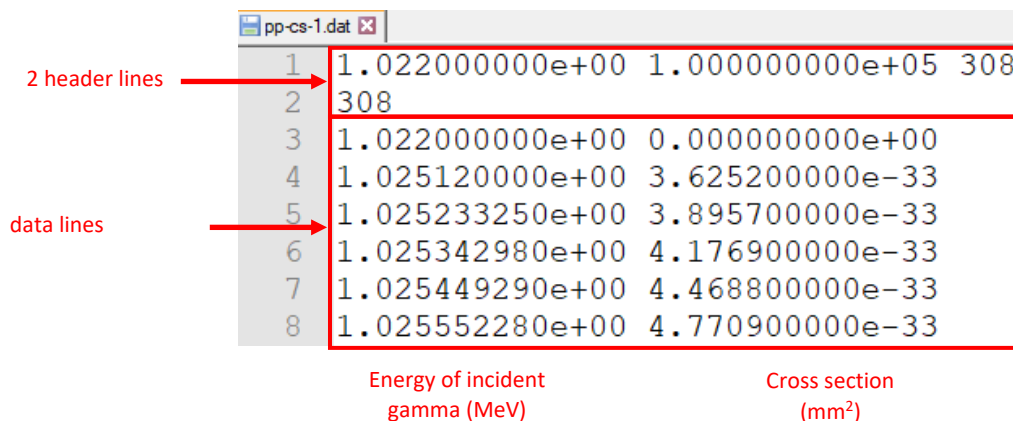 pp-cs-1.dat
2 header lines
1 1.022000000e+00 1.000000000e+05 308
2 308
3 1.022000000e+00 0.000000000e+00
4 1.025120000e+00 3.625200000e-33
data lines
5 1.025233250e+00 3.895700000e-33
6 1.025342980e+00 4.176900000e-33
7 1.025449290e+00 4.468800000e-33
8 1.025552280e+00 4.770900000e-33
Energy of incident
gamma (MeV)
Cross section
(mm²)